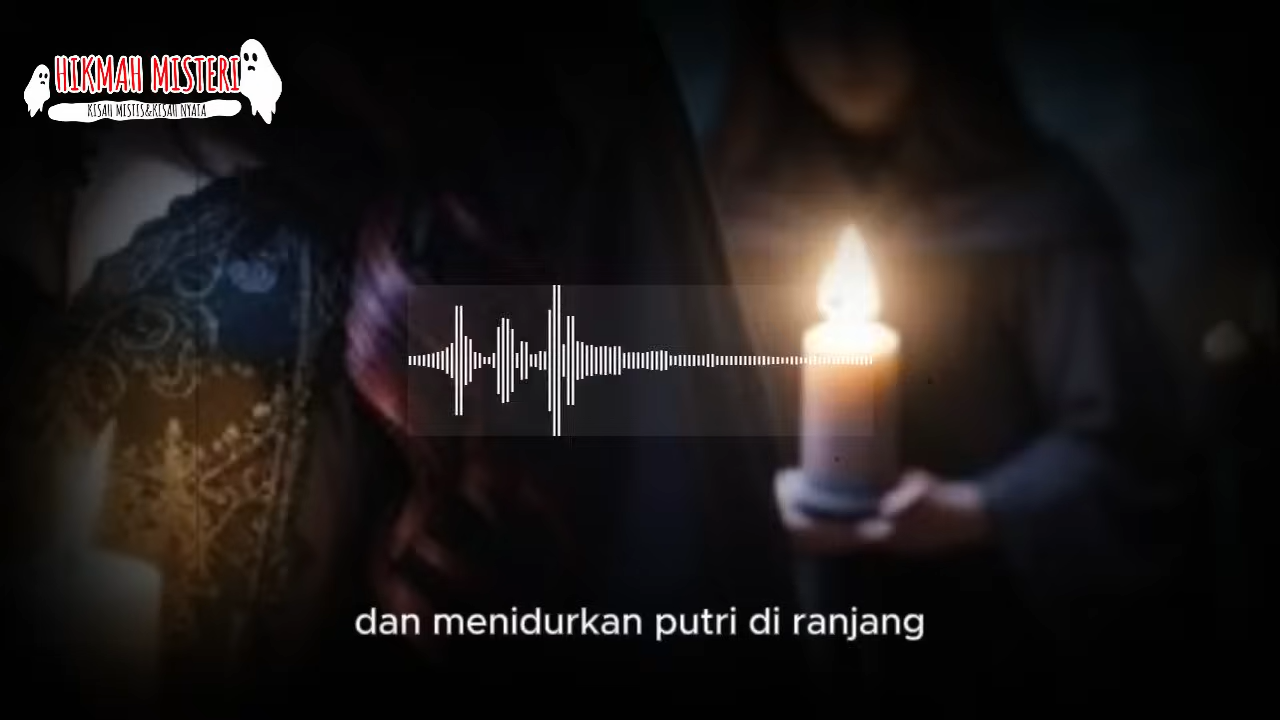 HIKMAH MISTERI
KISAH MISTIS&KISAH NYATA
dan menidurkan putri di ranjang